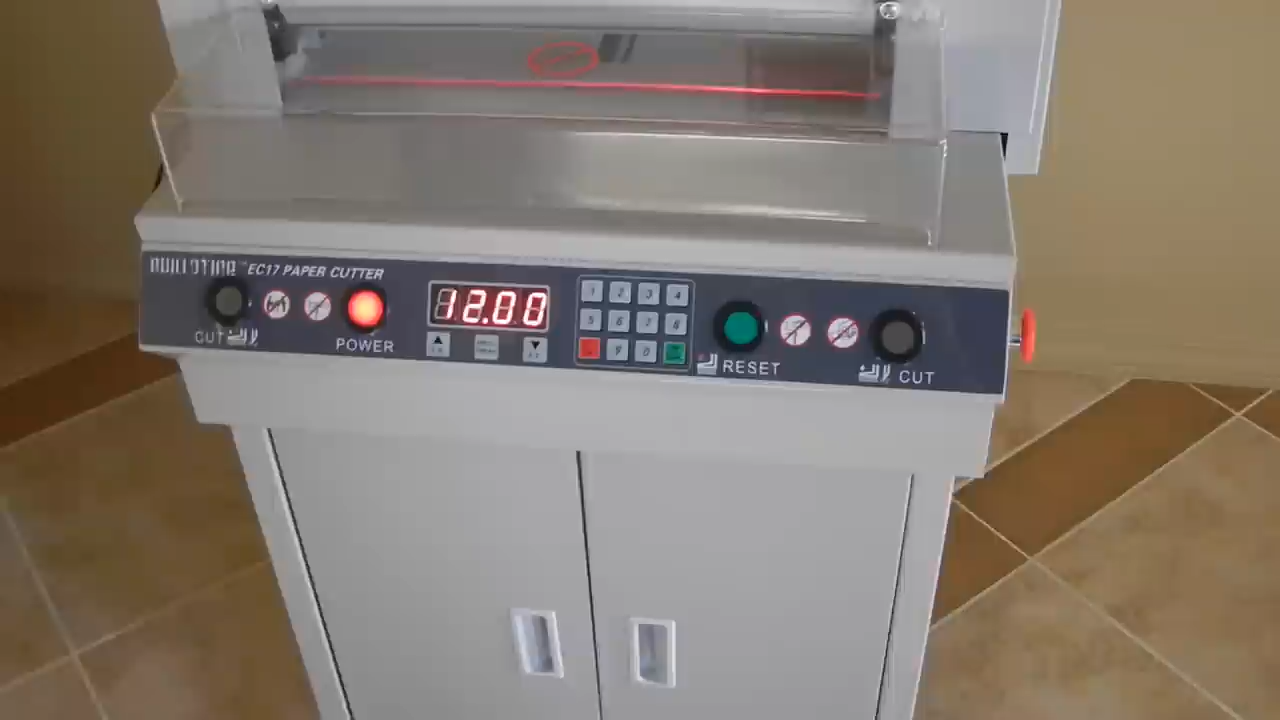 EC17 PAPER CUTTER
12.00
1 2 3 4
5 6 7 8
9 0
CUT
POWER
RESET
CUT